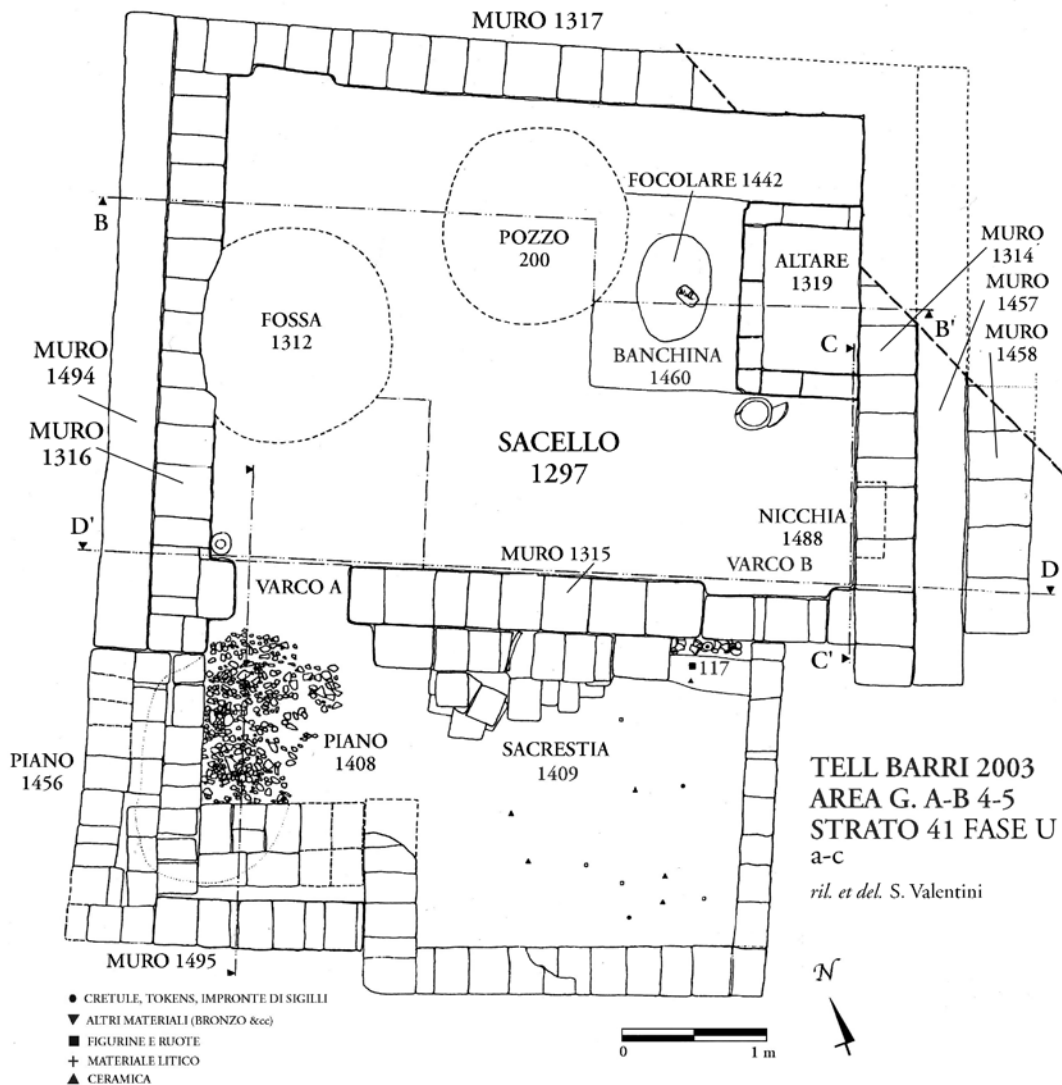 MURO 1317
FOCOLARE 1442
B
POZZO
200
ALTARE
1319
MURO
1314
MURO
1457
MURO
1458
FOSSA
1312
B'
C
BANCHINA
1460
MURO
1494
MURO
1316
SACELLO
1297
NICCHIA
1488
D'
MURO 1315
VARCO B
VARCO A
D
C'
117
PIANO
1456
PIANO
1408
SACRESTIA
1409
TELL BARRI 2003
AREA G. A-B 4-5
STRATO 41 FASE U
a-c
ril. et del. S. Valentini
MURO 1495
N
CRETULE, TOKENS, IMPRONTE DI SIGILLI
ALTRI MATERIALI (BRONZO &cc)
FIGURINE E RUOTE
MATERIALE LITICO
CERAMICA
0 1 m